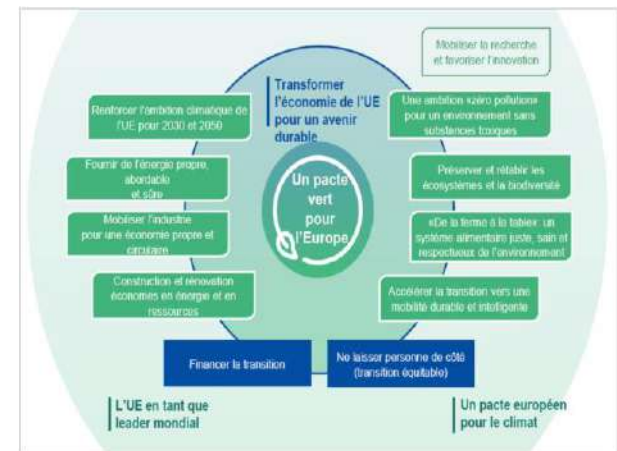 Mobiliser la recherche
et favoriser l'innovation
Transformer
l'économie de l'UE
pour un avenir
durable
Renforcer l'ambition climatique de
l'UE pour 2030 et 2050
Fournir de l'énergie propre,
abordable
et sûre
Mobiliser l'industrie
pour une économie propre et
circulaire
Construction et rénovation
économes en énergie et en
ressources
Un pacte
vert
pour
l'Europe
Une ambition «zéro pollution»
pour un environnement sans
substances toxiques
Préserver et rétablir les
écosystèmes et la biodiversité
«De la ferme à la table»: un
système alimentaire juste, sain et
respectueux de l'environnement
Accélérer la transition vers une
mobilité durable et intelligente
Financer la transition
Ne laisser personne de côté
(transition équitable)
L'UE en tant que
leader mondial
Un pacte européen
pour le climat